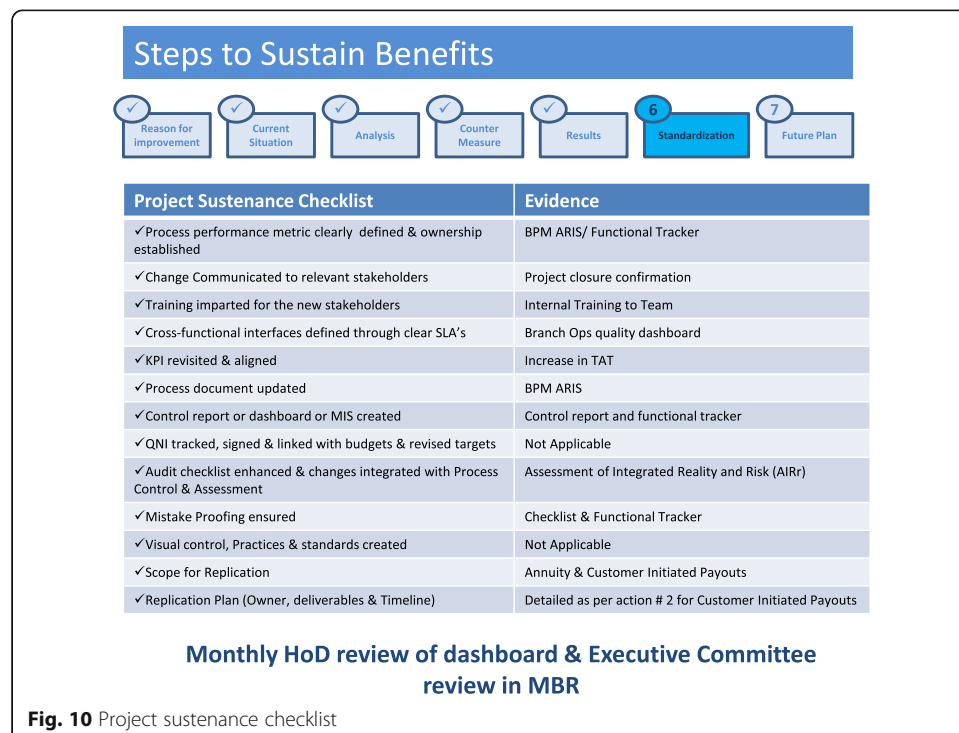 Steps to Sustain Benefits
✓ ✓ ✓ ✓ ✓ 6 7
Reason for improvement
Current Situation
Analysis
Counter Measure
Results
Standardization
Future Plan
Project Sustenance Checklist Evidence
✓Process performance metric clearly defined & ownership BPM ARIS/ Functional Tracker
established
✓Change Communicated to relevant stakeholders Project closure confirmation
✓Training imparted for the new stakeholders Internal Training to Team
✓Cross-functional interfaces defined through clear SLA's Branch Ops quality dashboard
✓KPI revisited & aligned Increase in TAT
✓Process document updated BPM ARIS
✓Control report or dashboard or MIS created Control report and functional tracker
✓QNI tracked, signed & linked with budgets & revised targets Not Applicable
✓Audit checklist enhanced & changes integrated with Process Assessment of Integrated Reality and Risk (AIRr)
Control & Assessment
✓Mistake Proofing ensured Checklist & Functional Tracker
✓Visual control, Practices & standards created Not Applicable
✓Scope for Replication Annuity & Customer Initiated Payouts
✓Replication Plan (Owner, deliverables & Timeline) Detailed as per action # 2 for Customer Initiated Payouts
Monthly HoD review of dashboard & Executive Committee
review in MBR
Fig. 10 Project sustenance checklist